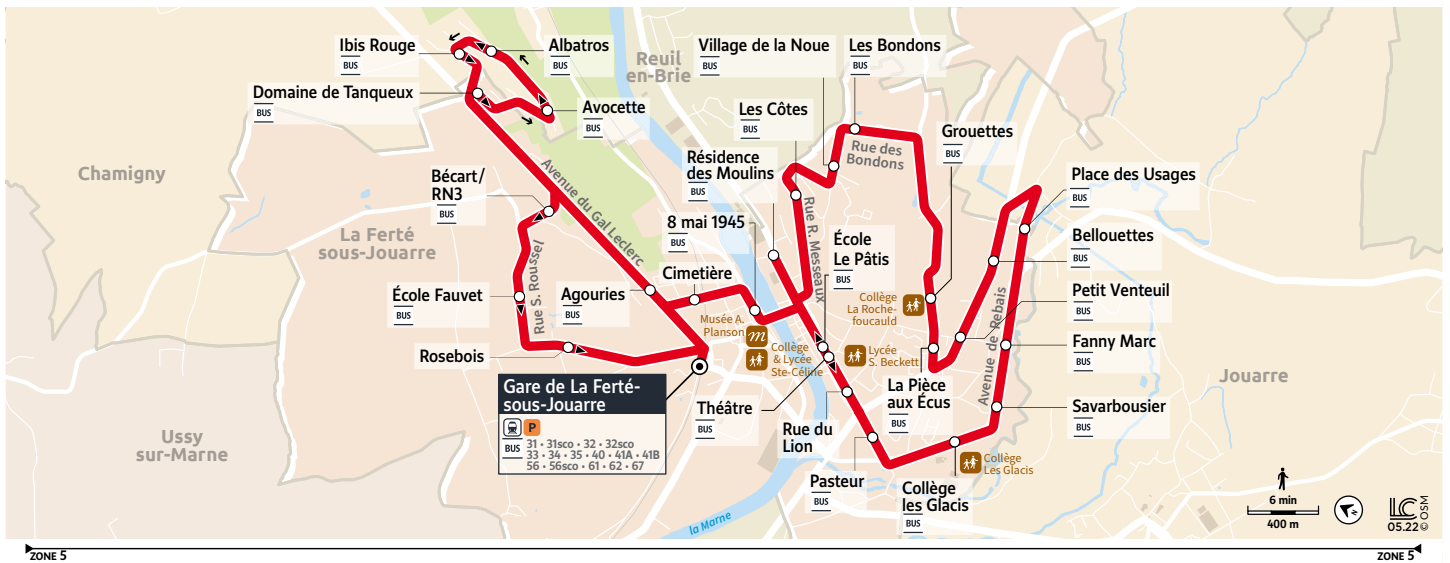 Ibis Rouge
BUS
Albatros
BUS
Domaine de Tanqueux
BUS
Avocette
BUS
Reuil
en-Brie
Village de la Noue
BUS
Les Bondons
BUS
Les Côtes
BUS
Rue des
Bondons
Grouettes
BUS
Chamigny
Bécart/
RN3
BUS
Avenue du Gal Leclerc
Résidence
des Moulins
BUS
Place des Usages
BUS
La Ferté
sous-Jouarre
8 mai 1945
BUS
Rue R. Messeaux
École
Le Pâtis
BUS
Bellouettes
BUS
Cimetière
École Fauvet
BUS
Rue S. Roussel
Agouries
BUS
Collège
La Roche-
foucauld
Petit Venteuil
BUS
Musée A.
Planson
m
Collège
& Lycée
Ste-Céline
Lycée
S. Beckett
Avenue de Rebais
Fanny Marc
BUS
Rosebois
Jouarre
Gare de La Ferté-
sous-Jouarre
P
BUS
31 • 31sco • 32 • 32sco
33 • 34 • 35 • 40 • 41A • 41B
56 • 56sco • 61 • 62 • 67
Théâtre
BUS
La Pièce
aux Écus
BUS
Savarbousier
BUS
Rue du
Lion
Ussy
sur-Marne
Pasteur
BUS
Collège
Les Glacis
Collège
les Glacis
BUS
la Marne
6 min
400 m
LC
05.22 © OSM
ZONE 5
ZONE 5